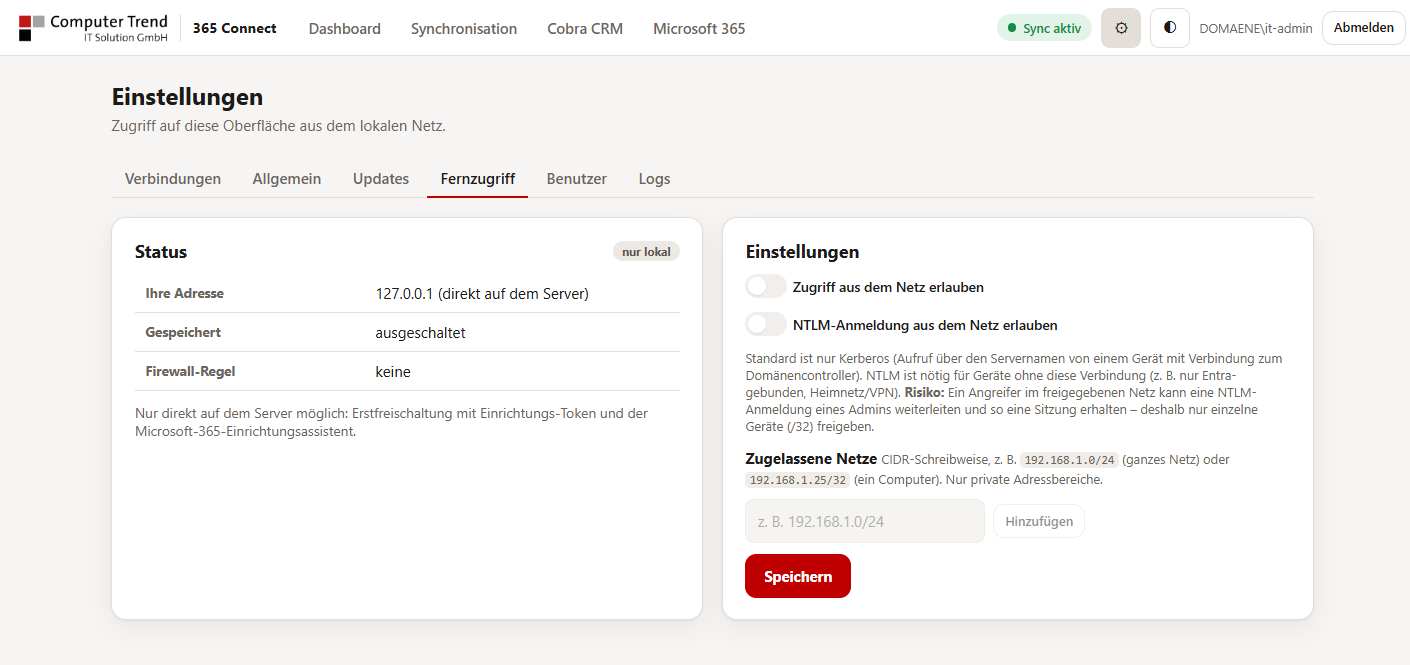 Computer Trend
IT Solution GmbH
365 Connect
Dashboard
Synchronisation
Cobra CRM
Microsoft 365
Sync aktiv
DOMAENE\it-admin
Abmelden
Einstellungen
Zugriff auf diese Oberfläche aus dem lokalen Netz.
Verbindungen
Allgemein
Updates
Fernzugriff
Benutzer
Logs
Status
nur lokal
Ihre Adresse
127.0.0.1 (direkt auf dem Server)
Gespeichert
ausgeschaltet
Firewall-Regel
keine
Nur direkt auf dem Server möglich: Erstfreischaltung mit Einrichtungs-Token und der
Microsoft-365-Einrichtungsassistent.
Einstellungen
Zugriff aus dem Netz erlauben
NTLM-Anmeldung aus dem Netz erlauben
Standard ist nur Kerberos (Aufruf über den Servernamen von einem Gerät mit Verbindung zum
Domänencontroller). NTLM ist nötig für Geräte ohne diese Verbindung (z. B. nur Entra-
gebunden, Heimnetz/VPN). Risiko: Ein Angreifer im freigegebenen Netz kann eine NTLM-
Anmeldung eines Admins weiterleiten und so eine Sitzung erhalten – deshalb nur einzelne
Geräte (/32) freigeben.
Zugelassene Netze CIDR-Schreibweise, z. B. 192.168.1.0/24 (ganzes Netz) oder
192.168.1.25/32 (ein Computer). Nur private Adressbereiche.
z. B. 192.168.1.0/24
Hinzufügen
Speichern